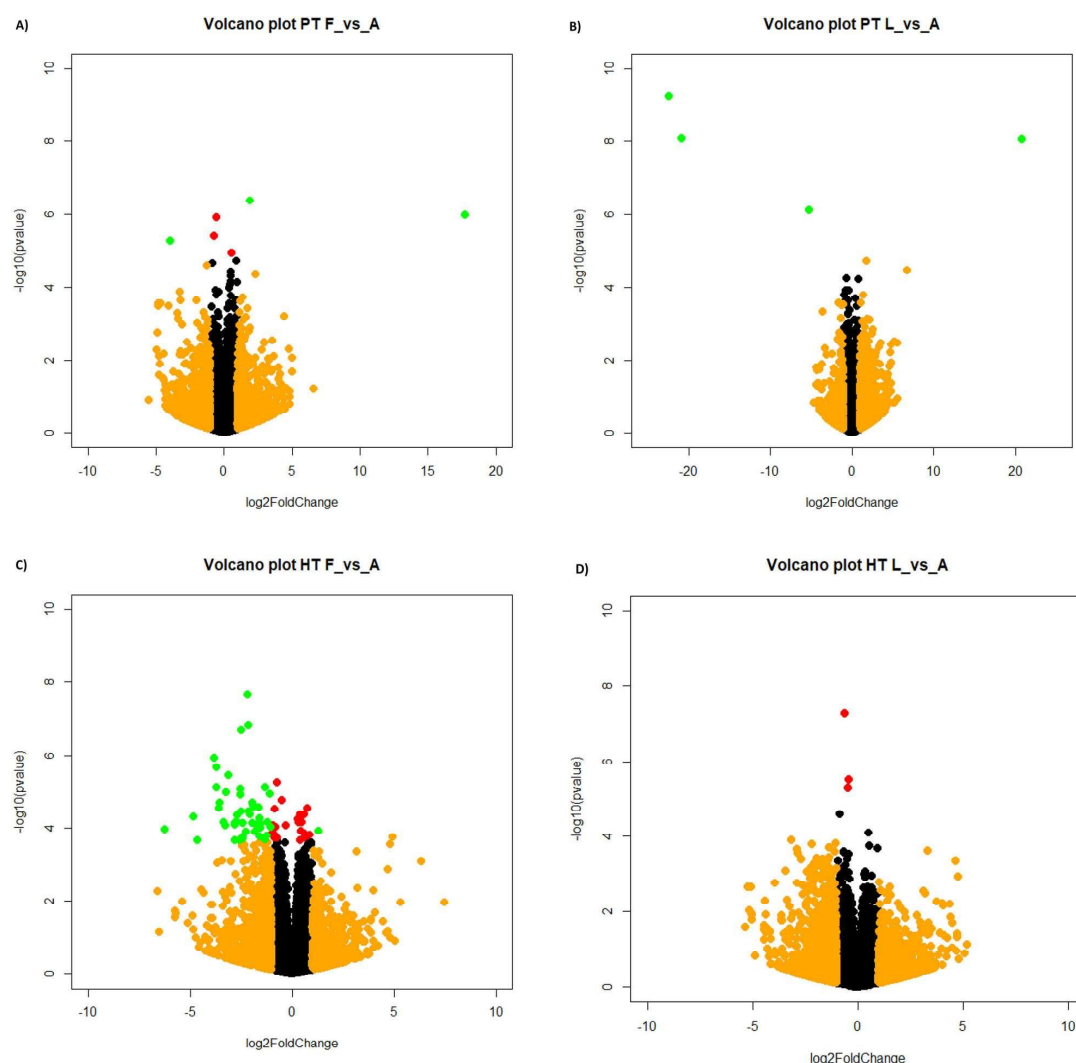 A)
Volcano plot PT F_vs_A
-log10(pvalue)
10
8
6
4
2
0
-10 -5 0 5 10 15 20
log2FoldChange
B)
Volcano plot PT L_vs_A
-log10(pvalue)
10
8
6
4
2
0
-20 -10 0 10 20
log2FoldChange
C)
Volcano plot HT F_vs_A
-log10(pvalue)
10
8
6
4
2
0
-10 -5 0 5 10
log2FoldChange
D)
Volcano plot HT L_vs_A
-log10(pvalue)
10
8
6
4
2
0
-10 -5 0 5 10
log2FoldChange